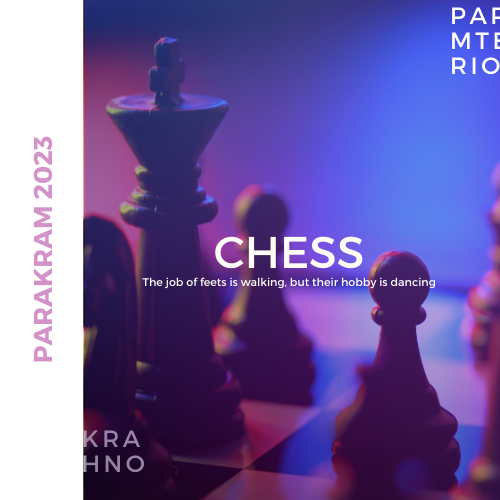 PAR
MTE
RIO
PARAKRAM 2023
CHESS
The job of feets is walking, but their hobby is dancing
KRA
HNO